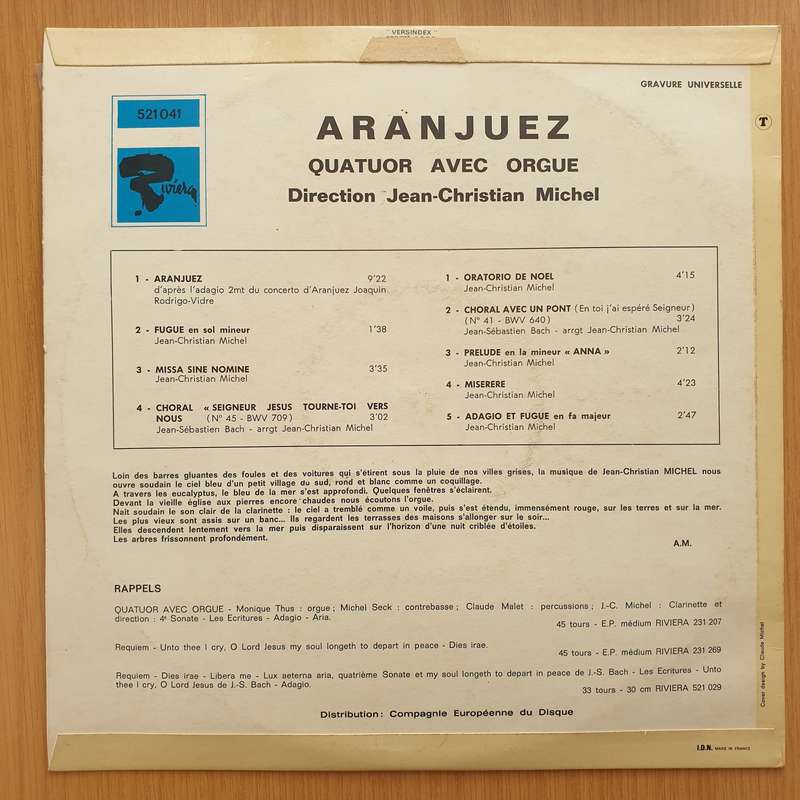 "VERSINDEX"
GRAVURE UNIVERSELLE
T
521041
Riviera
ARANJUEZ
QUATUOR AVEC ORGUE
Direction Jean-Christian Michel
1 - ARANJUEZ 9'22
d'après l'adagio 2mt du concerto d'Aranjuez Joaquin
Rodrigo-Vidre
2 - FUGUE en sol mineur 1'38
Jean-Christian Michel
3 - MISSA SINE NOMINE 3'35
Jean-Christian Michel
4 - CHORAL « SEIGNEUR JESUS TOURNE-TOI VERS
NOUS (N° 45 - BWV 709) 3'02
Jean-Sébastien Bach - arrgt Jean-Christian Michel
1 - ORATORIO DE NOEL 4'15
Jean-Christian Michel
2 - CHORAL AVEC UN PONT (En toi j'ai espéré Seigneur)
(N° 41 - BWV 640) 3'24
Jean-Sébastien Bach - arrgt Jean-Christian Michel
3 - PRELUDE en la mineur « ANNA » 2'12
Jean-Christian Michel
4 - MISERERE 4'23
Jean-Christian Michel
5 - ADAGIO ET FUGUE en fa majeur 2'47
Jean-Christian Michel
Loin des barres gluantes des foules et des voitures qui s'étirent sous la pluie de nos villes grises, la musique de Jean-Christian MICHEL nous
ouvre soudain le ciel bleu d'un petit village du sud, rond et blanc comme un coquillage.
A travers les eucalyptus, le bleu de la mer s'est approfondi. Quelques fenêtres s'éclairent.
Devant la vieille église aux pierres encore chaudes nous écoutons l'orgue.
Nait soudain le son clair de la clarinette : le ciel a tremblé comme un voile, puis s'est étendu, immensément rouge, sur les terres et sur la mer.
Les plus vieux sont assis sur un banc... Ils regardent les terrasses des maisons s'allonger sur le soir...
Elles descendent lentement vers la mer puis disparaissent sur l'horizon d'une nuit criblée d'étoiles.
Les arbres frissonnent profondément.
A.M.
RAPPELS
QUATUOR AVEC ORGUE - Monique Thus : orgue ; Michel Seck : contrebasse ; Claude Malet : percussions ; J.-C. Michel : Clarinette et
direction : 4e Sonate - Les Ecritures - Adagio - Aria.
45 tours - E.P. médium RIVIERA 231 207
Requiem - Unto thee I cry, O Lord Jesus my soul longeth to depart in peace - Dies irae.
45 tours - E.P. médium RIVIERA 231 269
Requiem - Dies irae - Libera me - Lux aeterna aria, quatrième Sonate et my soul longeth to depart in peace de J.-S. Bach - Les Ecritures - Unto
thee I cry, O Lord Jesus de J.-S. Bach - Adagio.
33 tours - 30 cm RIVIERA 521 029
Distribution : Compagnie Européenne du Disque
Cover design by Claude Michel
I.D.N. MADE IN FRANCE